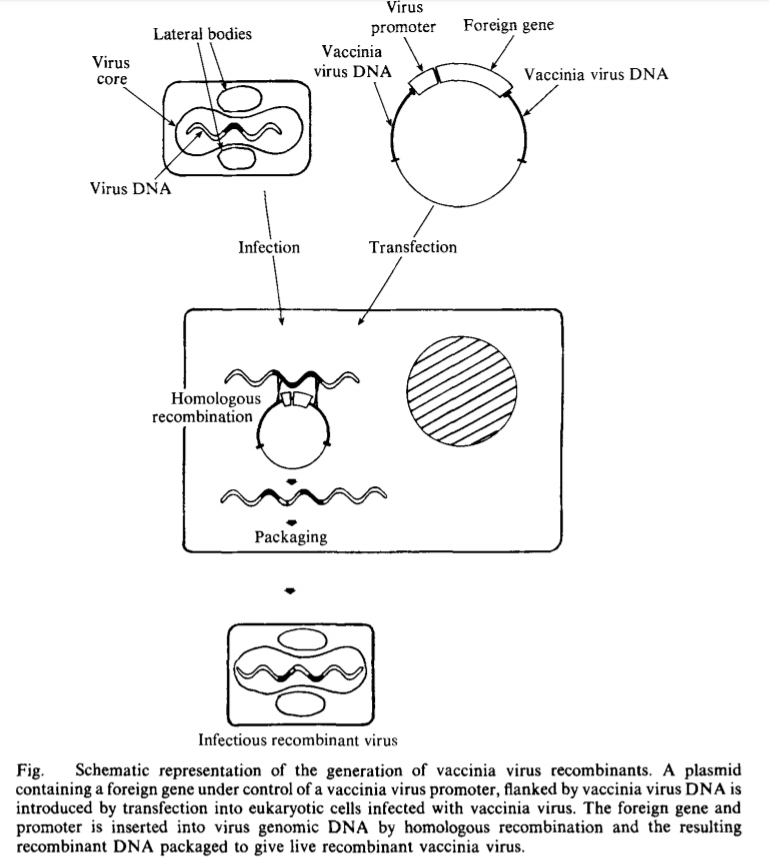 Virus
promoter
Foreign gene
Lateral bodies
Vaccinia
virus DNA
Virus
core
Vaccinia virus DNA
Virus DNA
Infection
Transfection
Homologous
recombination
Packaging
Infectious recombinant virus
Fig. Schematic representation of the generation of vaccinia virus recombinants. A plasmid
containing a foreign gene under control of a vaccinia virus promoter, flanked by vaccinia virus DNA is
introduced by transfection into eukaryotic cells infected with vaccinia virus. The foreign gene and
promoter is inserted into virus genomic DNA by homologous recombination and the resulting
recombinant DNA packaged to give live recombinant vaccinia virus.